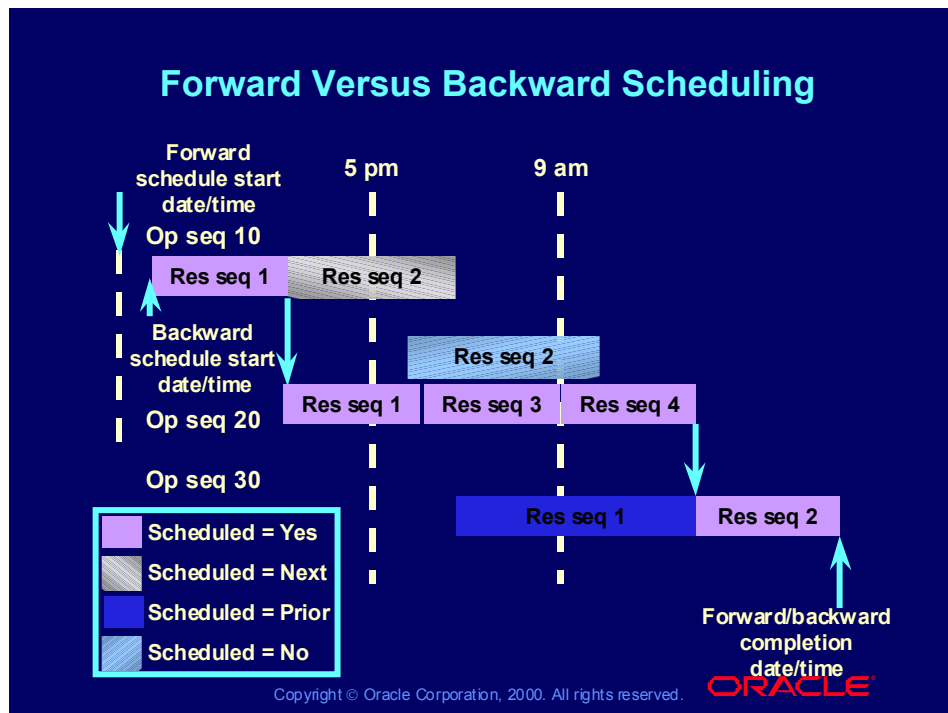 Forward Versus Backward Scheduling
Forward
schedule start
date/time
5 pm
9 am
Op seq 10
Res seq 1
Res seq 2
Backward
schedule start
date/time
Res seq 2
Op seq 20
Res seq 1
Res seq 3
Res seq 4
Op seq 30
Res seq 1
Res seq 2
Scheduled = Yes
Scheduled = Next
Scheduled = Prior
Scheduled = No
Forward/backward
completion
date/time
Copyright © Oracle Corporation, 2000. All rights reserved.
ORACLE®